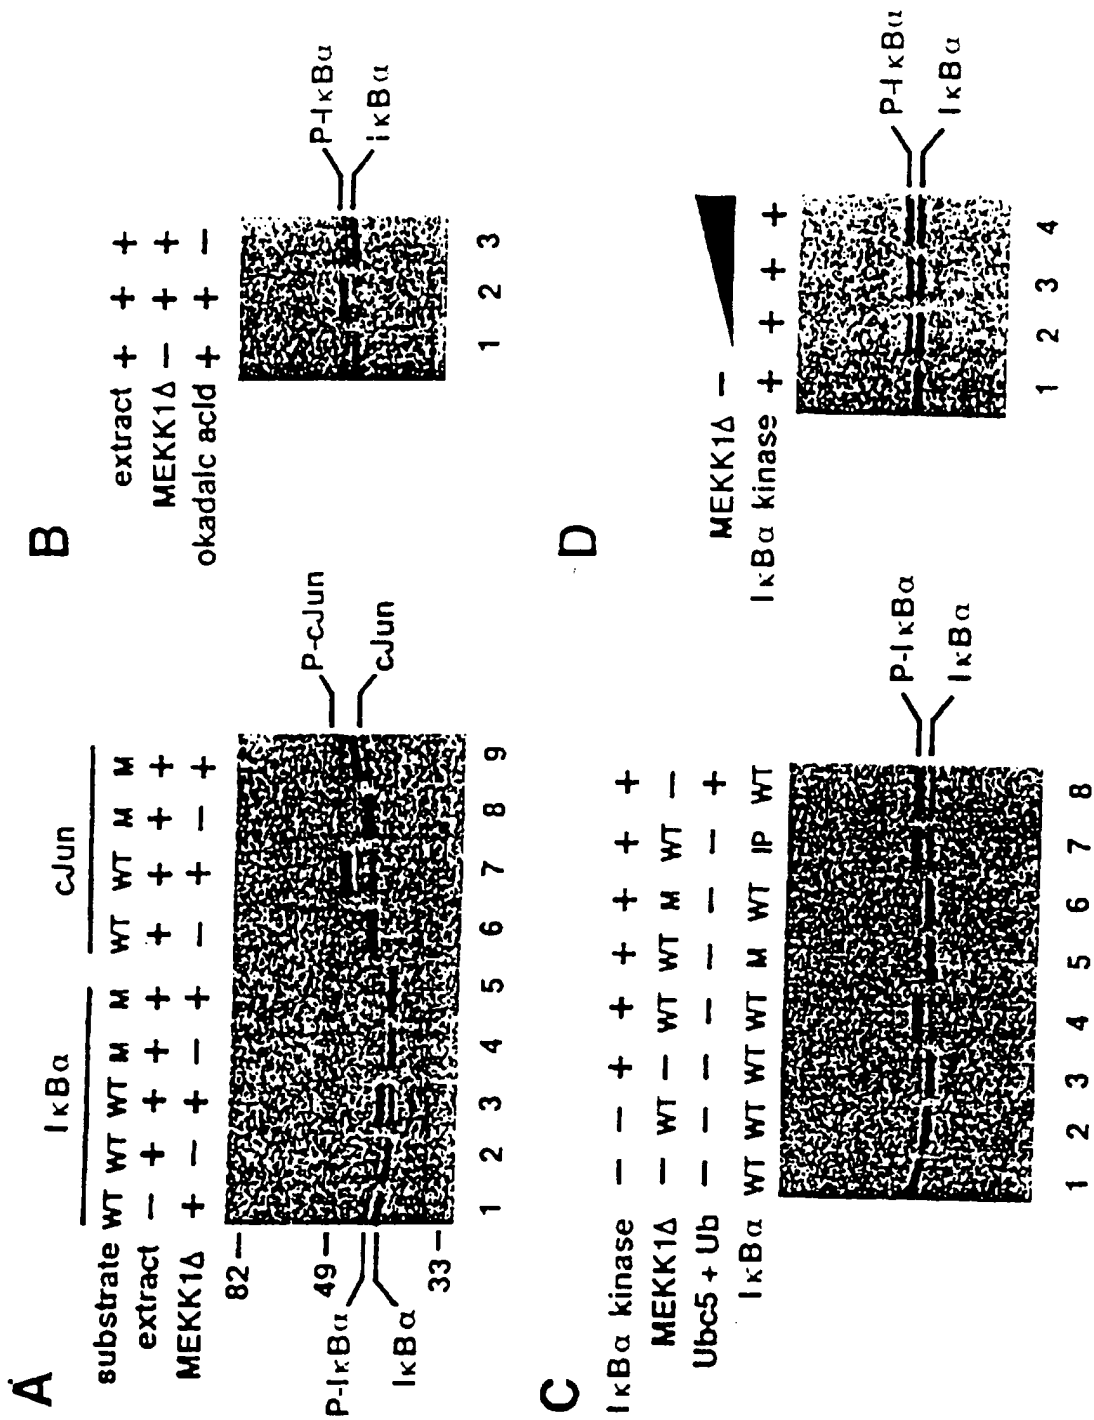 A
IκBα
cJun
substrate WT WT WT M M WT WT M M
extract – + + + + + + + +
MEKK1Δ + – + – + – + – +
82 –
49 –
P-IκBα
IκBα
33 –
P-cJun
cJun
1 2 3 4 5 6 7 8 9
B
extract + + +
MEKK1Δ – + +
okadaic acid + + –
P-IκBα
IκBα
1 2 3
C
IκBα kinase – – + + + + + +
MEKK1Δ – WT – WT WT M WT –
Ubc5 + Ub – – – – – – – +
IκBα WT WT WT WT M WT IP WT
P-IκBα
IκBα
1 2 3 4 5 6 7 8
D
MEKK1Δ –
IκBα kinase + + + +
P-IκBα
IκBα
1 2 3 4